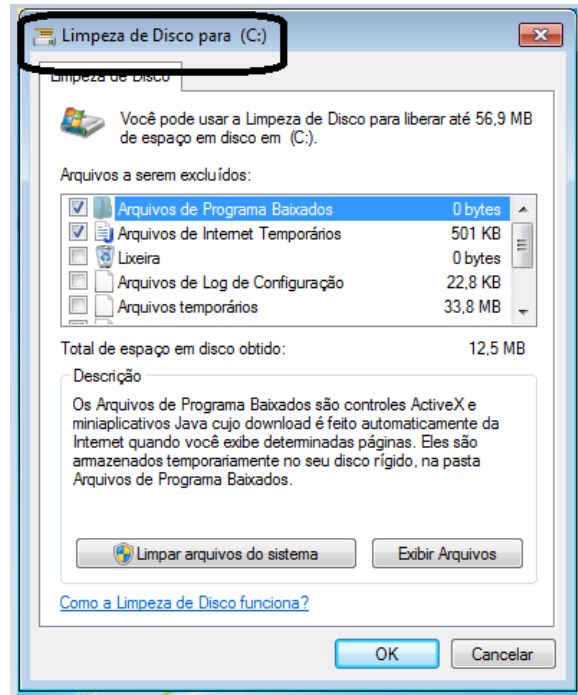 Limpeza de Disco para (C:)
Limpeza de Disco
Você pode usar a Limpeza de Disco para liberar até 56,9 MB
de espaço em disco em (C:).
Arquivos a serem excluídos:
Arquivos de Programa Baixados 0 bytes
Arquivos de Internet Temporários 501 KB
Lixeira 0 bytes
Arquivos de Log de Configuração 22,8 KB
Arquivos temporários 33,8 MB
Total de espaço em disco obtido: 12,5 MB
Descrição
Os Arquivos de Programa Baixados são controles ActiveX e
miniaplicativos Java cujo download é feito automaticamente da
Internet quando você exibe determinadas páginas. Eles são
armazenados temporariamente no seu disco rígido, na pasta
Arquivos de Programa Baixados.
Limpar arquivos do sistema Exibir Arquivos
Como a Limpeza de Disco funciona?
OK Cancelar